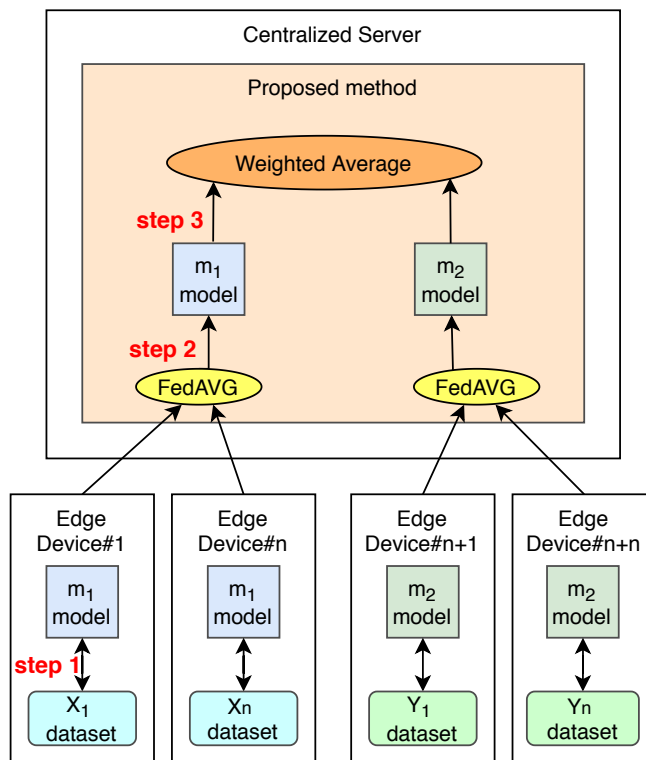 Centralized Server
Proposed method
Weighted Average
step 3
m1
model
m2
model
step 2
FedAVG
FedAVG
Edge
Device#1
Edge
Device#n
Edge
Device#n+1
Edge
Device#n+n
m1
model
m1
model
m2
model
m2
model
step 1
X1
dataset
Xn
dataset
Y1
dataset
Yn
dataset